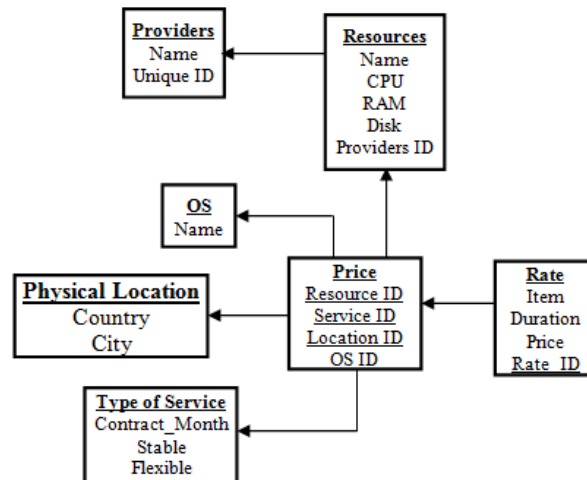 Providers
Name
Unique ID
Resources
Name
CPU
RAM
Disk
Providers ID
OS
Name
Physical Location
Country
City
Price
Resource ID
Service ID
Location ID
OS ID
Rate
Item
Duration
Price
Rate_ID
Type of Service
Contract_Month
Stable
Flexible